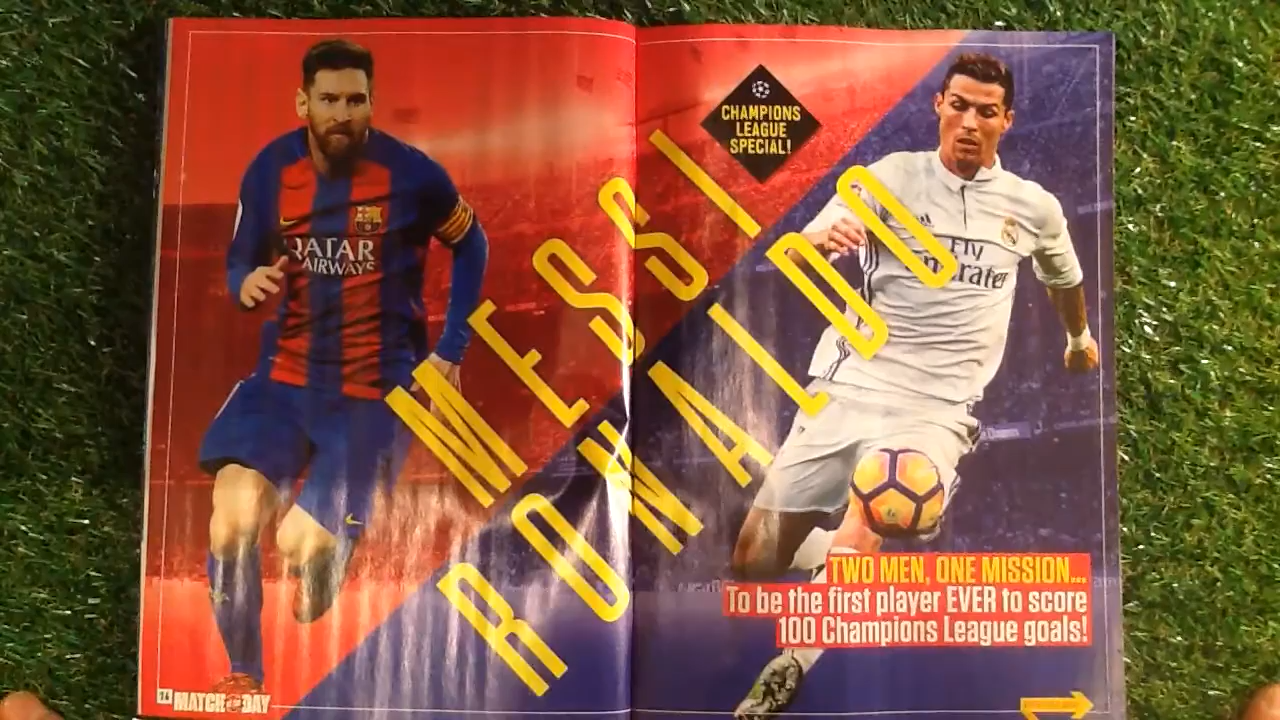 QATAR
AIRWAYS
CHAMPIONS
LEAGUE
SPECIAL!
MESSI
RONALDO
Fly
Emirates
TWO MEN, ONE MISSION...
To be the first player EVER to score
100 Champions League goals!
MATCH OF THE DAY